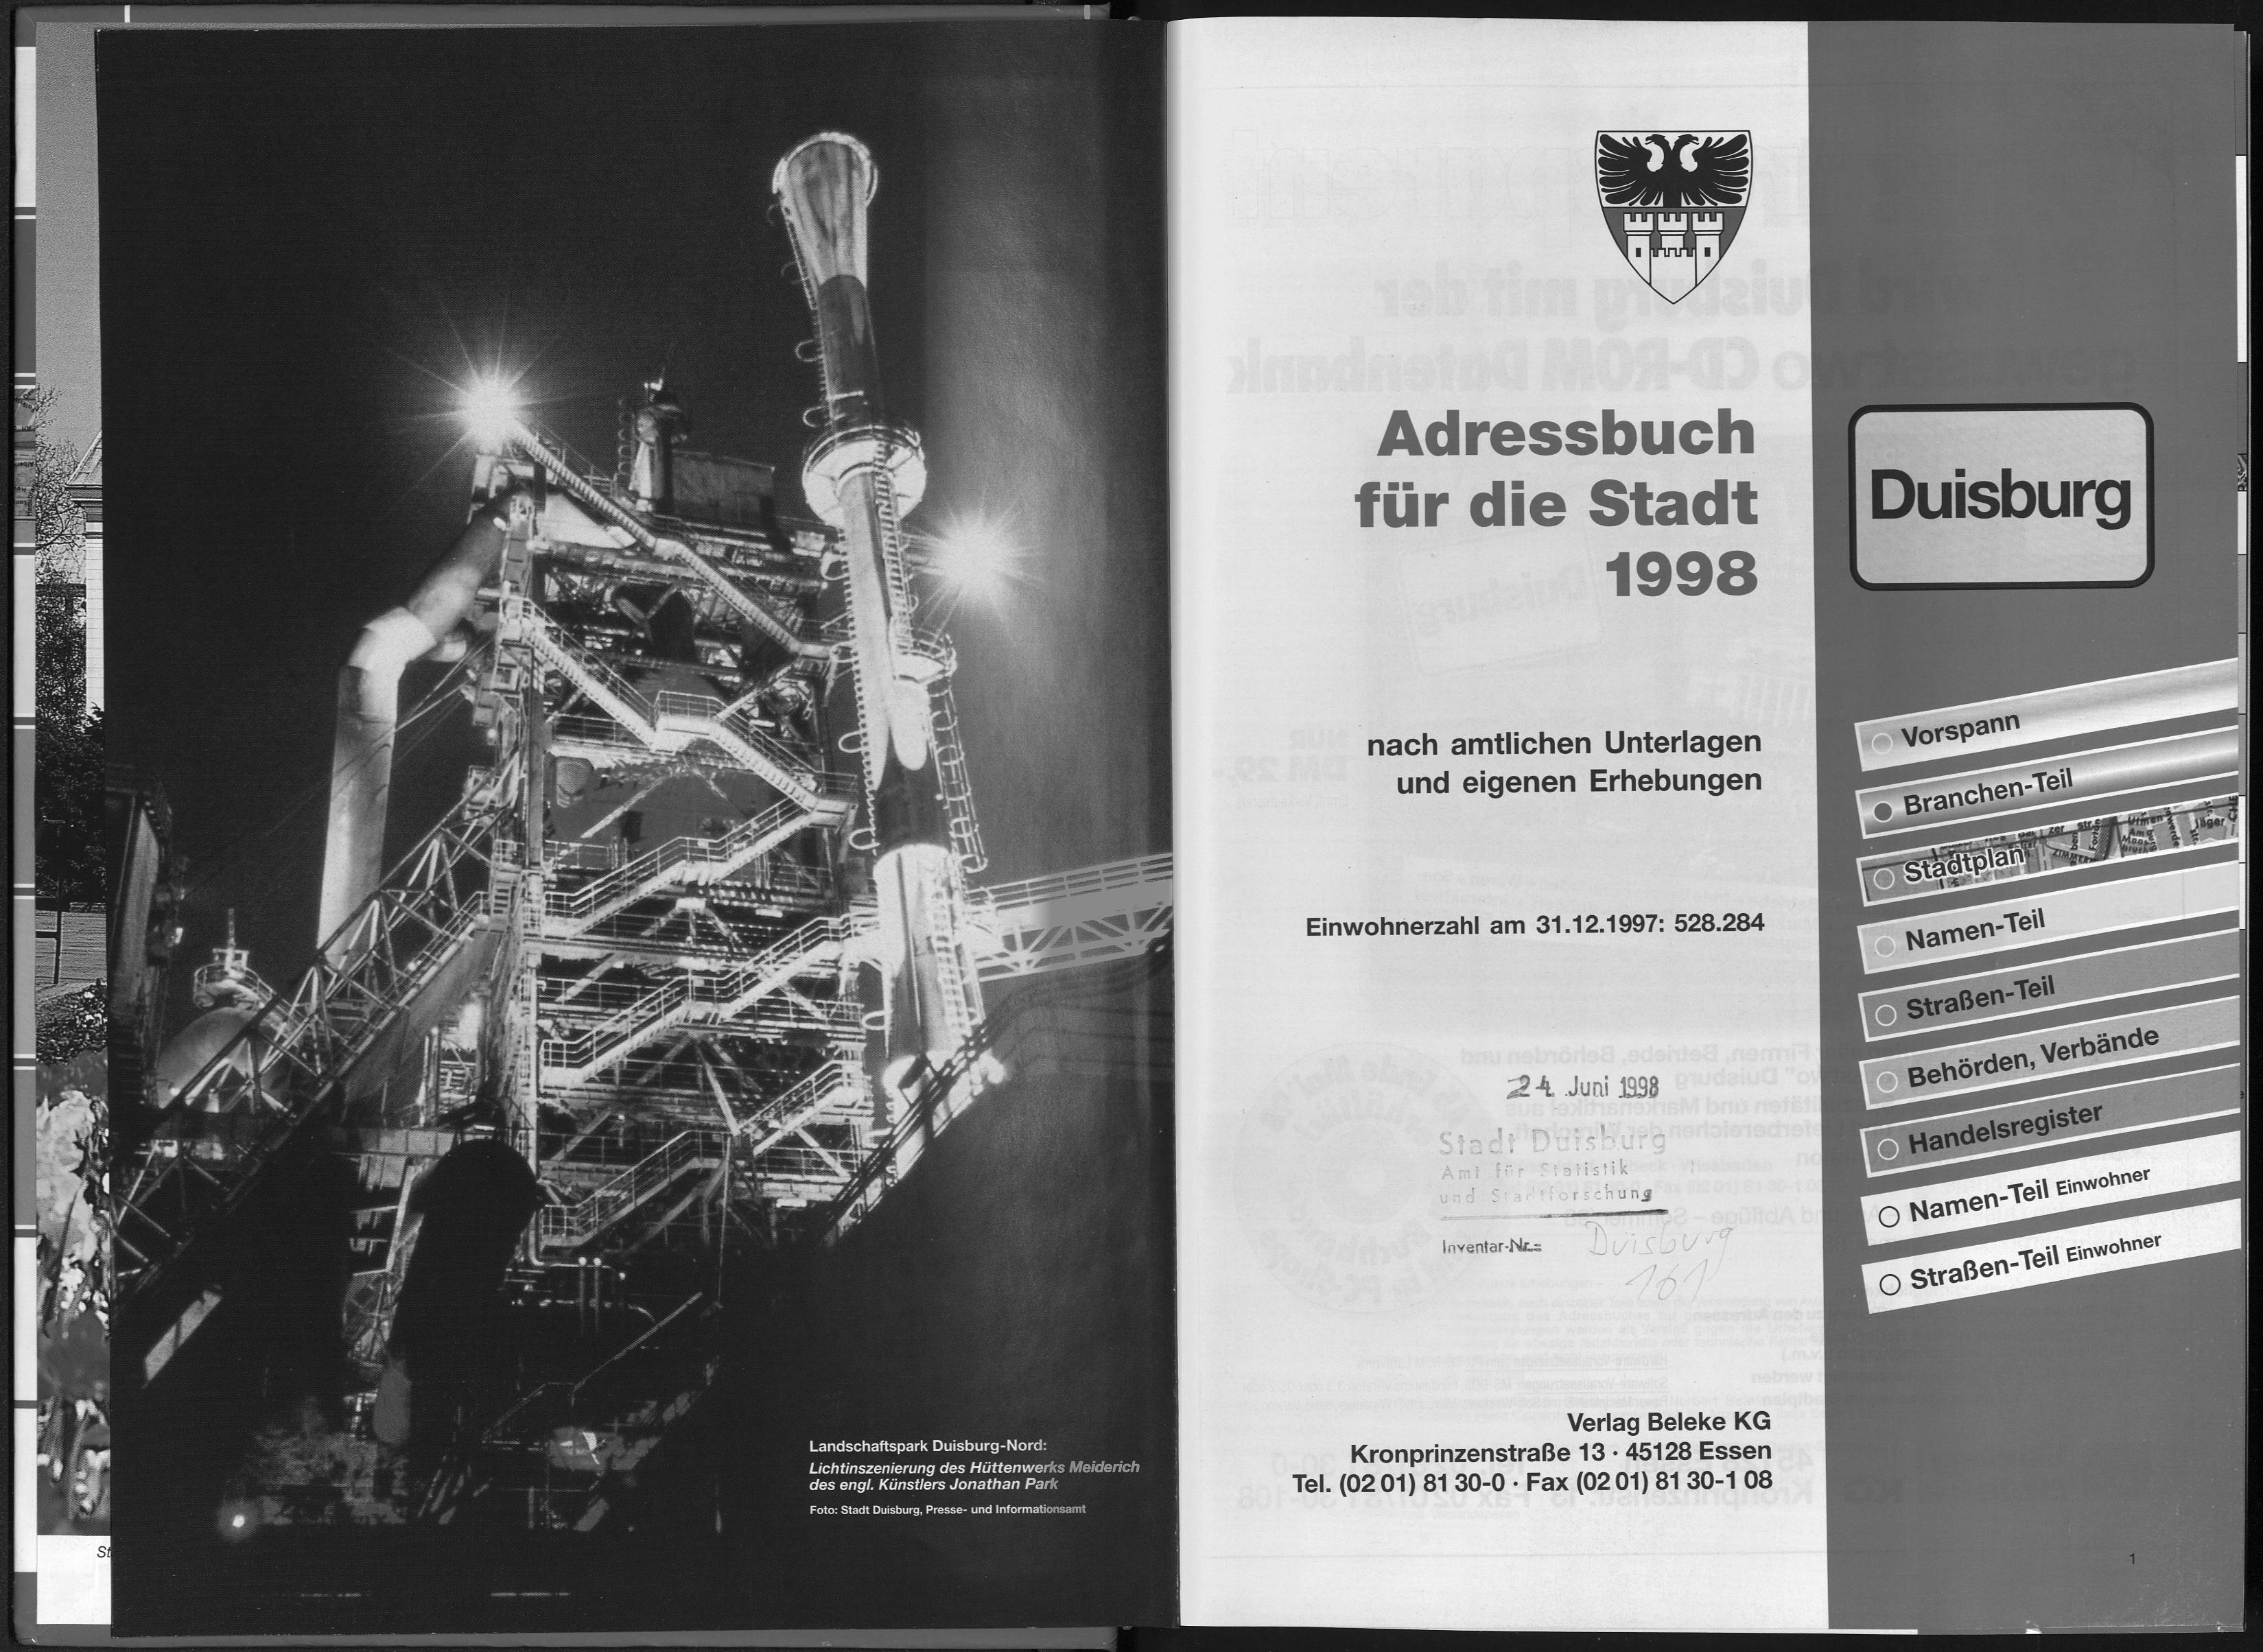 Landschaftspark Duisburg-Nord:
Lichtinszenierung des Hüttenwerks Meiderich
des engl. Künstlers Jonathan Park
Foto: Stadt Duisburg, Presse- und Informationsamt
St
Adressbuch
für die Stadt
1998
nach amtlichen Unterlagen
und eigenen Erhebungen
Einwohnerzahl am 31.12.1997: 528.284
24. Juni 1998
Stadt Duisburg
Amt für Statistik
und Stadtforschung
Inventar-Nr.:
Duisburg
161
Verlag Beleke KG
Kronprinzenstraße 13 · 45128 Essen
Tel. (02 01) 81 30-0 · Fax (02 01) 81 30-1 08
Duisburg
Vorspann
Branchen-Teil
Stadtplan
Namen-Teil
Straßen-Teil
Behörden, Verbände
Handelsregister
Namen-Teil Einwohner
Straßen-Teil Einwohner
1